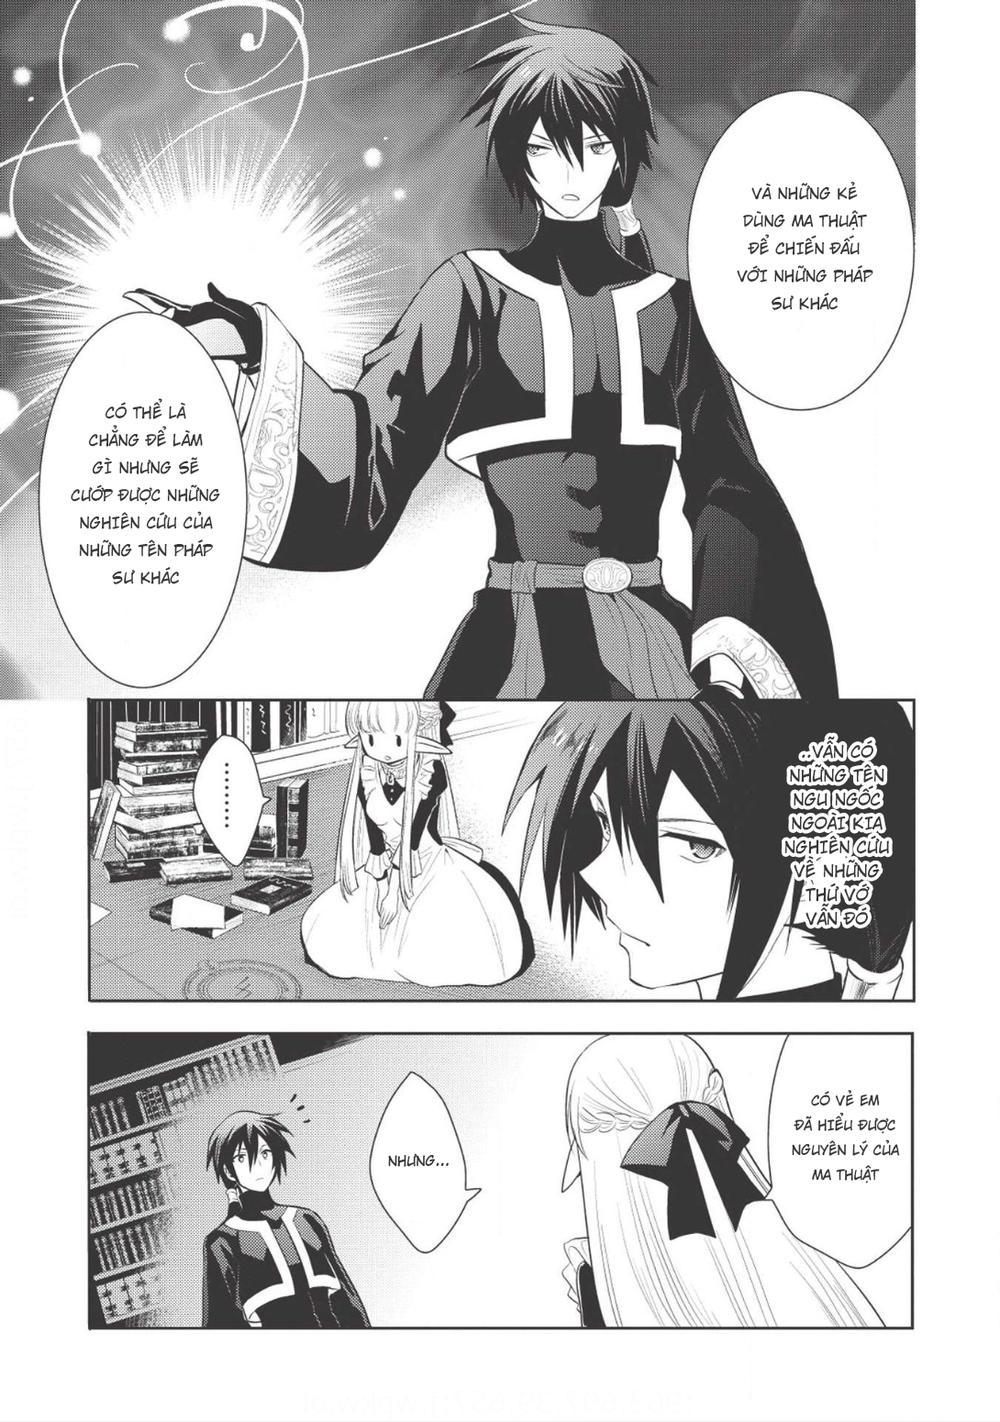 VÀ NHỮNG KẺ
DÙNG MA THUẬT
ĐỂ CHIẾN ĐẤU
VỚI NHỮNG PHÁP
SƯ KHÁC
CÓ THỂ LÀ
CHẲNG ĐỂ LÀM
GÌ NHƯNG SẼ
CƯỚP ĐƯỢC NHỮNG
NGHIÊN CỨU CỦA
NHỮNG TÊN PHÁP
SƯ KHÁC
..VẪN CÓ
NHỮNG TÊN
NGU NGỐC
NGOÀI KIA
NGHIÊN CỨU
VỀ NHỮNG
THỨ VỚ
VẪN ĐÓ
........
CÓ VẺ EM
ĐÃ HIỂU ĐƯỢC
NGUYÊN LÝ CỦA
MA THUẬT
NHƯNG...